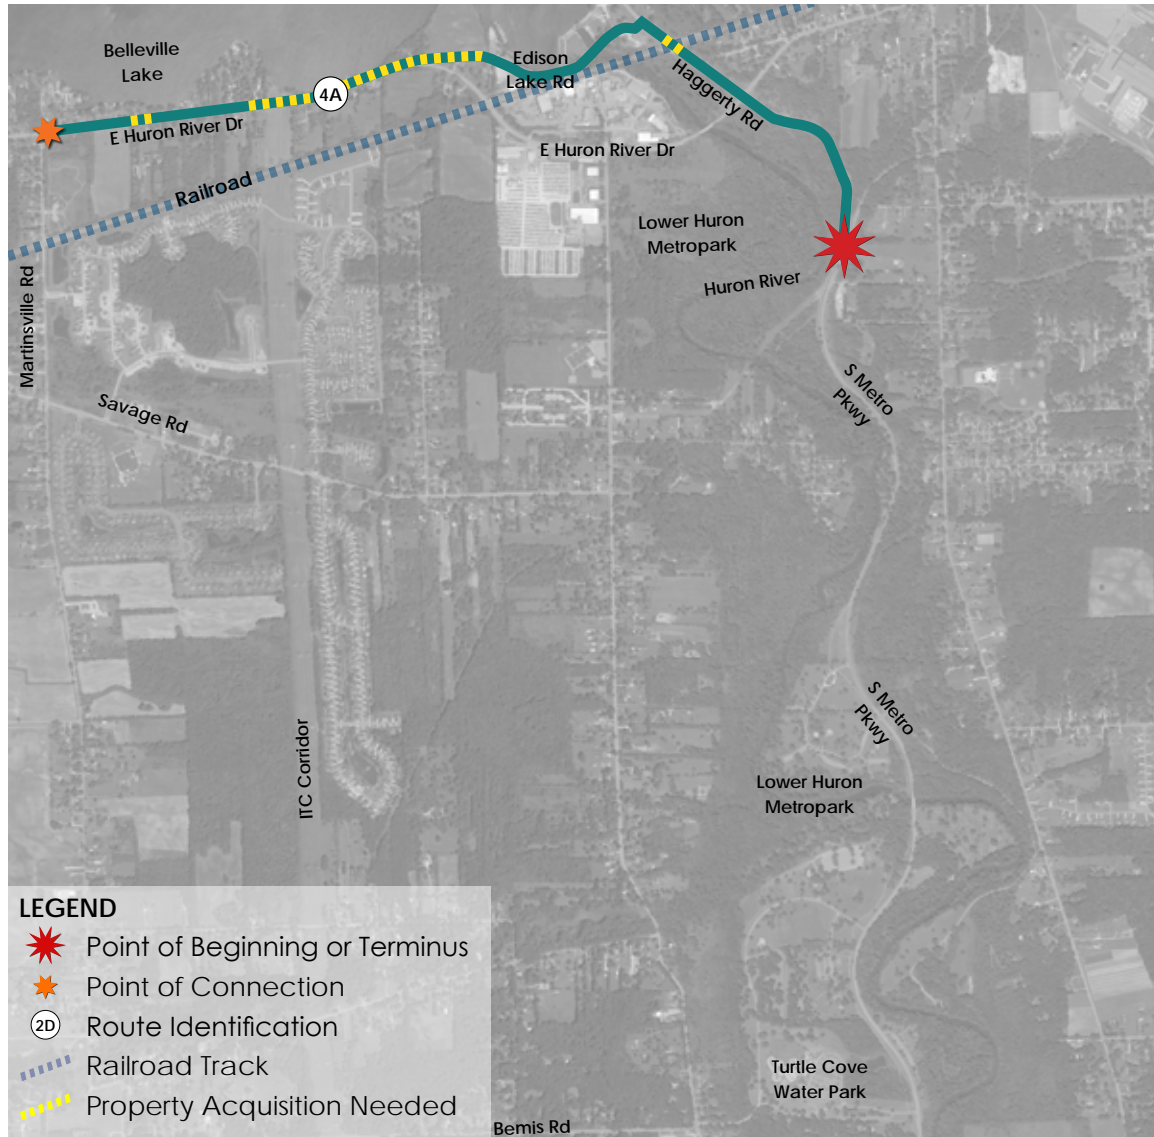 Belleville
Lake
4A
Edison
Lake Rd
Haggerty Rd
E Huron River Dr
E Huron River Dr
Railroad
Lower Huron
Metropark
Huron River
Martinsville Rd
S Metro
Pkwy
Savage Rd
S Metro
Pkwy
ITC Corridor
Lower Huron
Metropark
LEGEND
Point of Beginning or Terminus
Point of Connection
2D Route Identification
Railroad Track
Property Acquisition Needed
Turtle Cove
Water Park
Bemis Rd